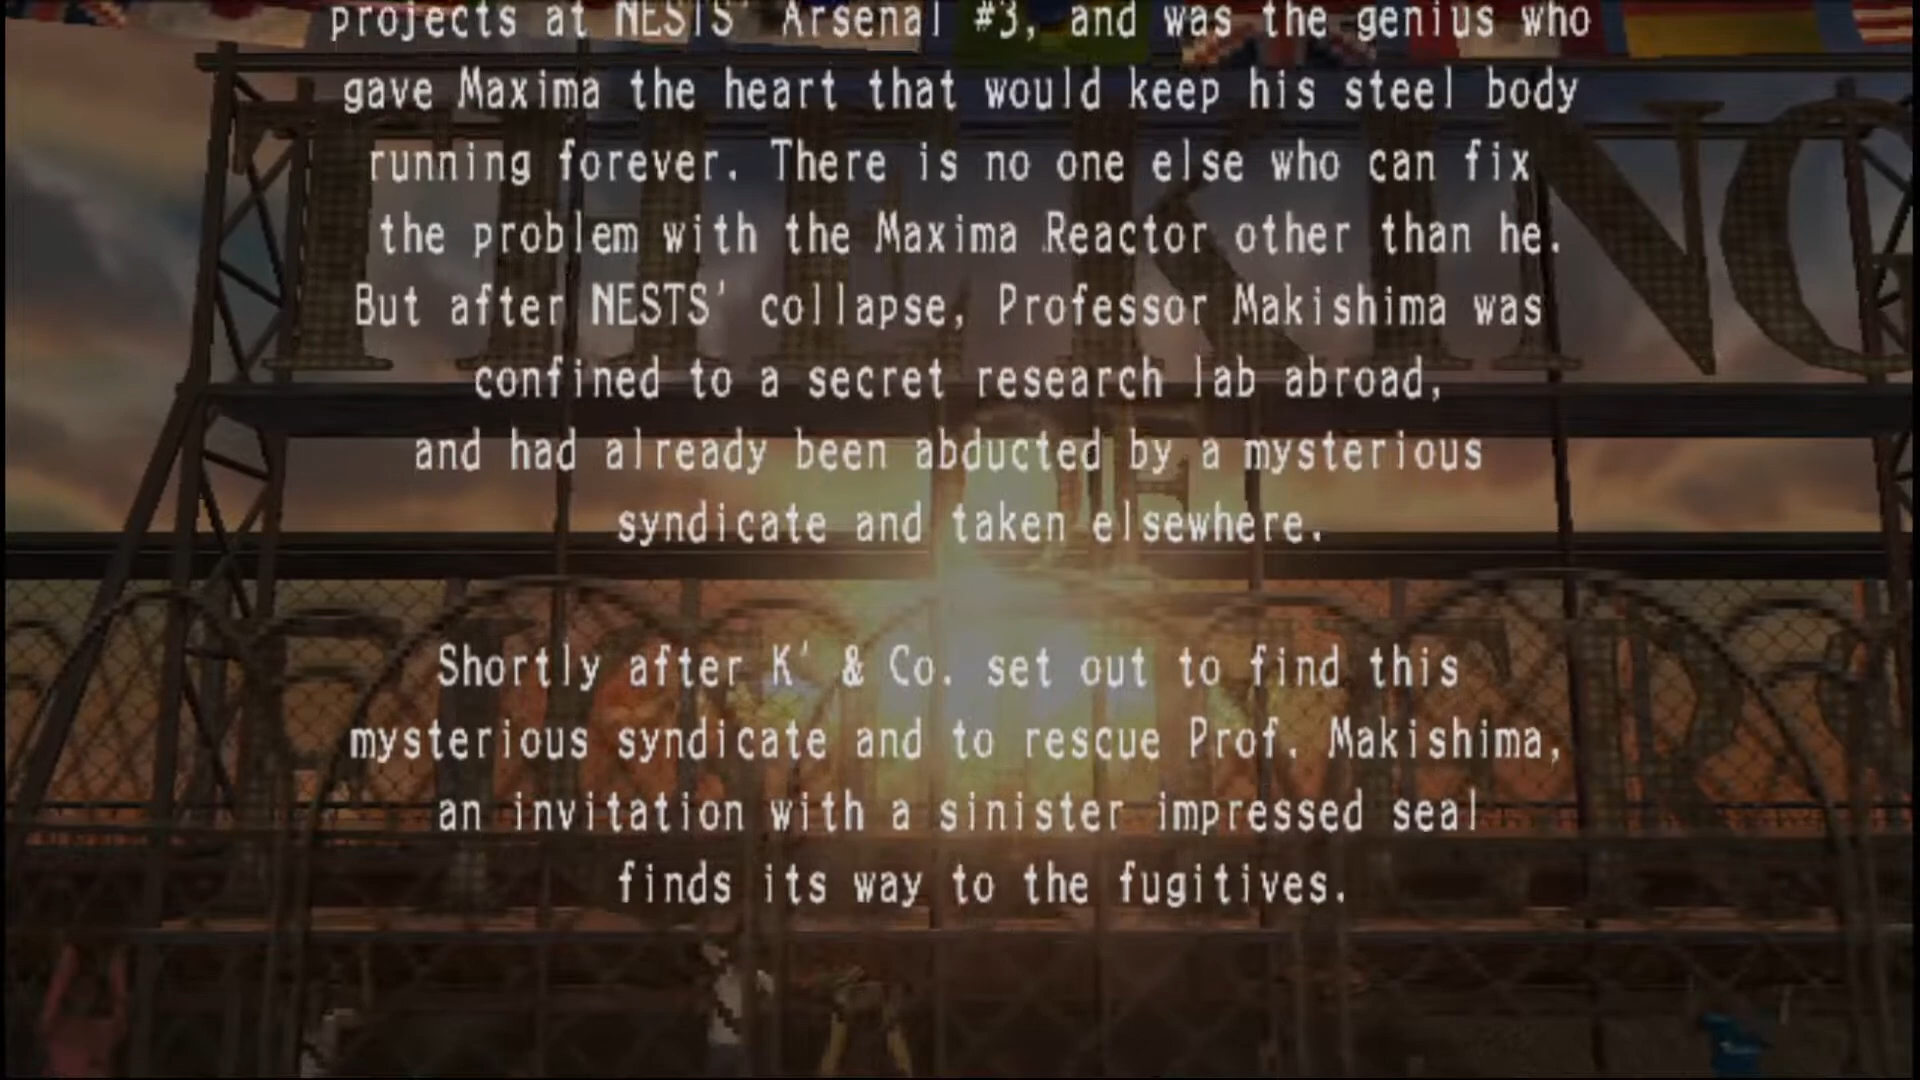 projects at NESTS' Arsenal #3, and was the genius who
gave Maxima the heart that would keep his steel body
running forever. There is no one else who can fix
the problem with the Maxima Reactor other than he.
But after NESTS' collapse, Professor Makishima was
confined to a secret research lab abroad,
and had already been abducted by a mysterious
syndicate and taken elsewhere.
Shortly after K' & Co. set out to find this
mysterious syndicate and to rescue Prof. Makishima,
an invitation with a sinister impressed seal
finds its way to the fugitives.
THE KING
OF
FIGHTERS